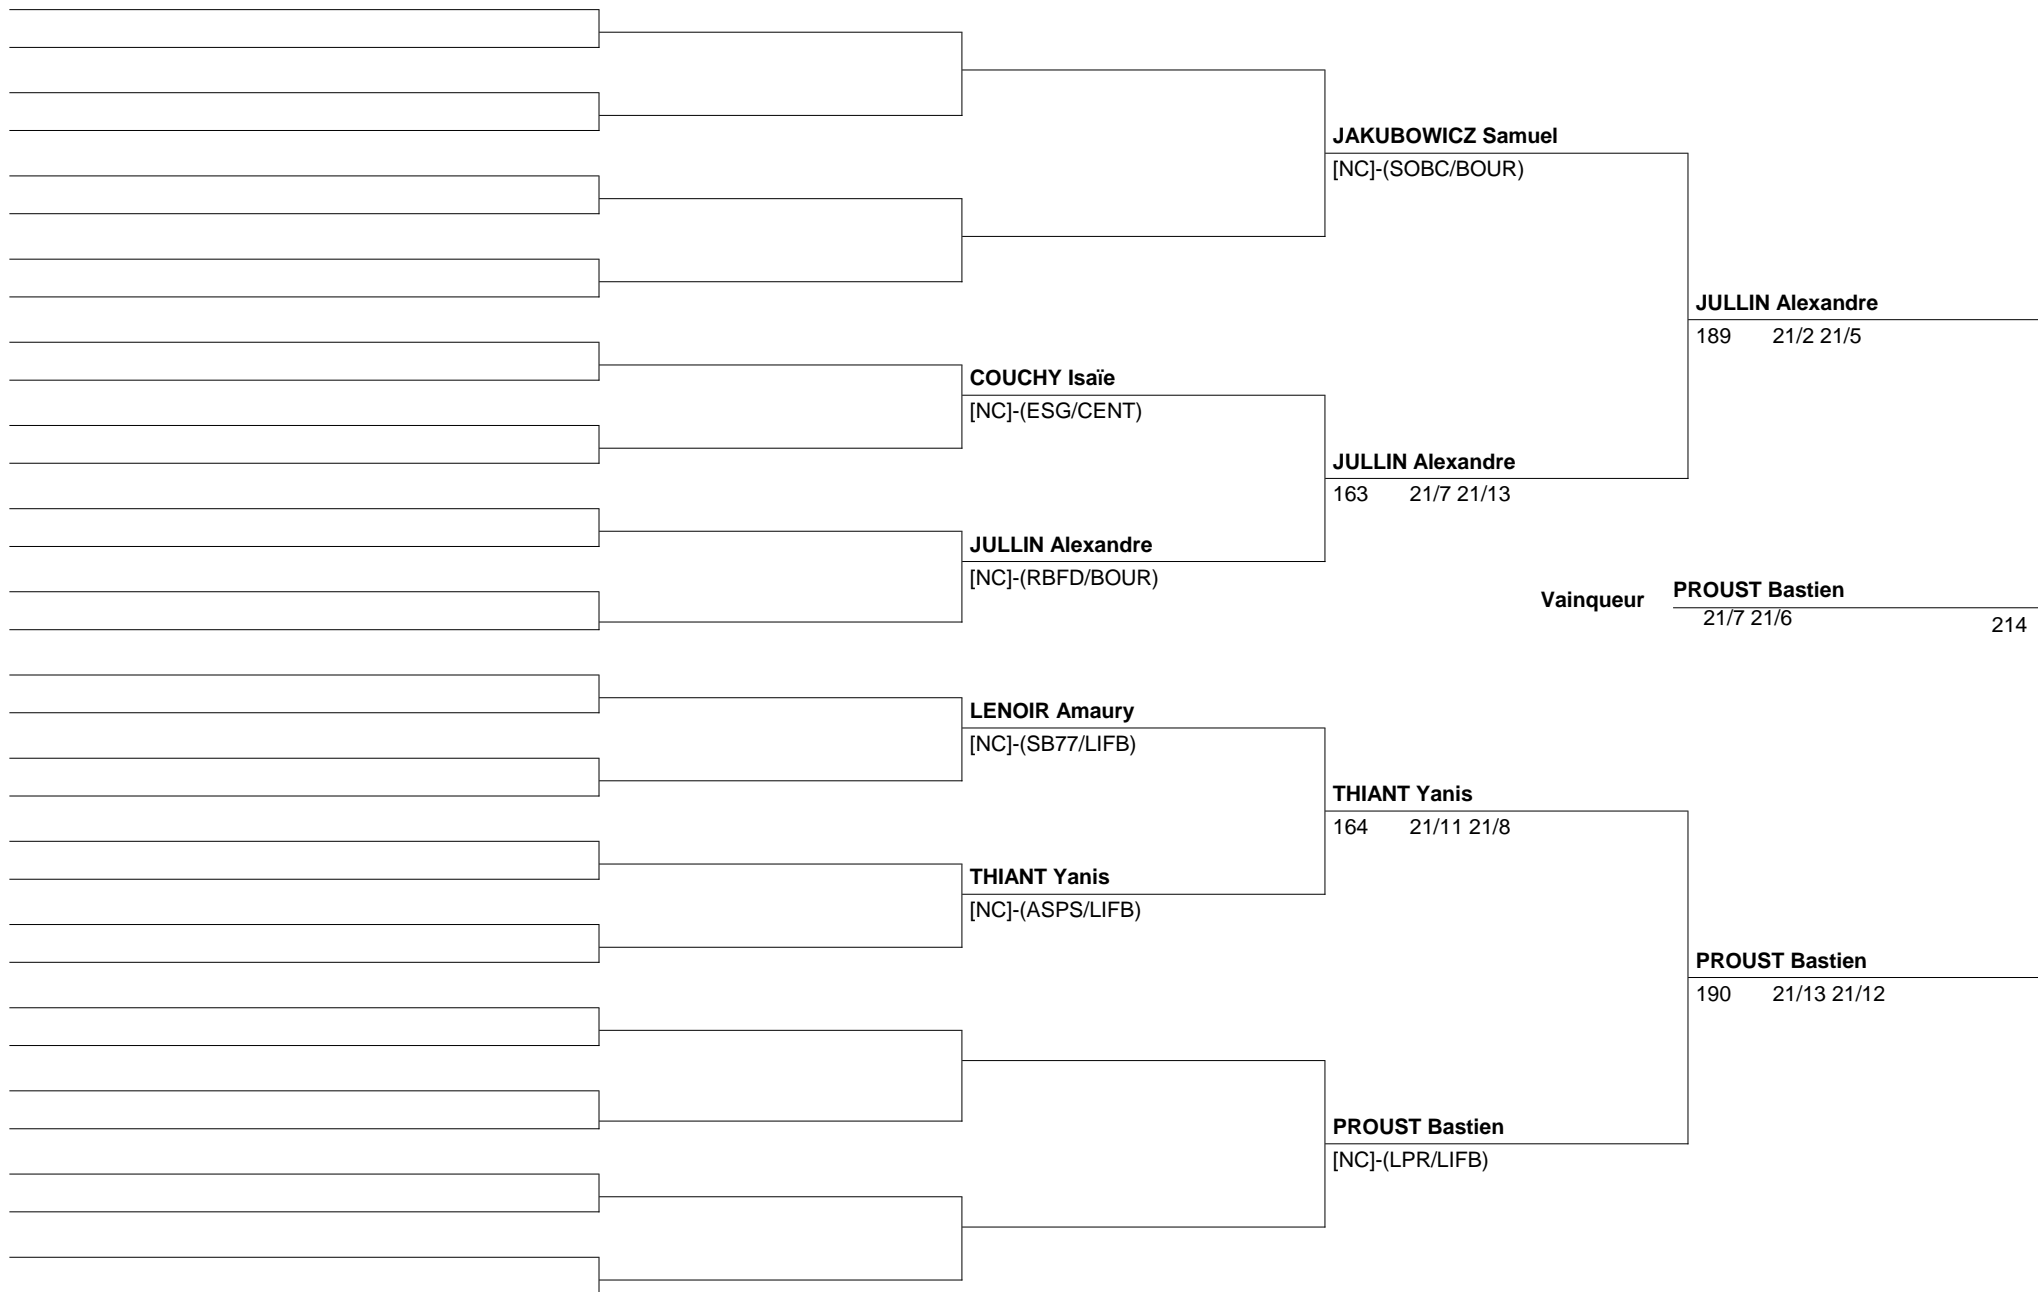 JAKUBOWICZ Samuel
[NC]-(SOBC/BOUR)
JULLIN Alexandre
189 21/2 21/5
COUCHY Isaïe
[NC]-(ESG/CENT)
JULLIN Alexandre
163 21/7 21/13
JULLIN Alexandre
[NC]-(RBFD/BOUR)
Vainqueur PROUST Bastien
21/7 21/6 214
LENOIR Amaury
[NC]-(SB77/LIFB)
THIANT Yanis
164 21/11 21/8
THIANT Yanis
[NC]-(ASPS/LIFB)
PROUST Bastien
190 21/13 21/12
PROUST Bastien
[NC]-(LPR/LIFB)